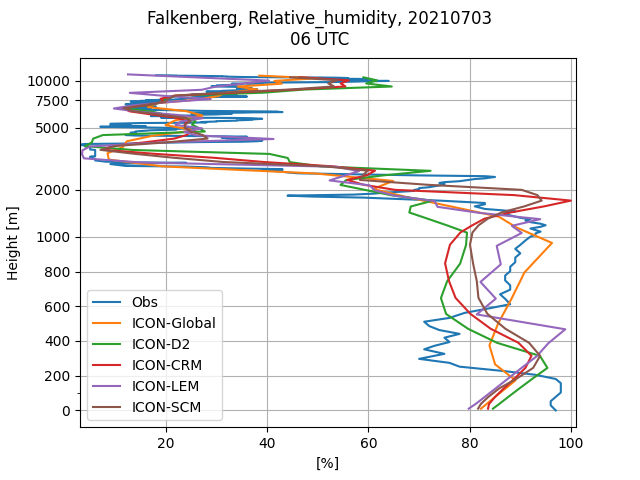 Falkenberg, Relative_humidity, 20210703
06 UTC
10000
7500
5000
2000
1000
800
600
400
200
0
Height [m]
Obs
ICON-Global
ICON-D2
ICON-CRM
ICON-LEM
ICON-SCM
20 40 60 80 100
[%]